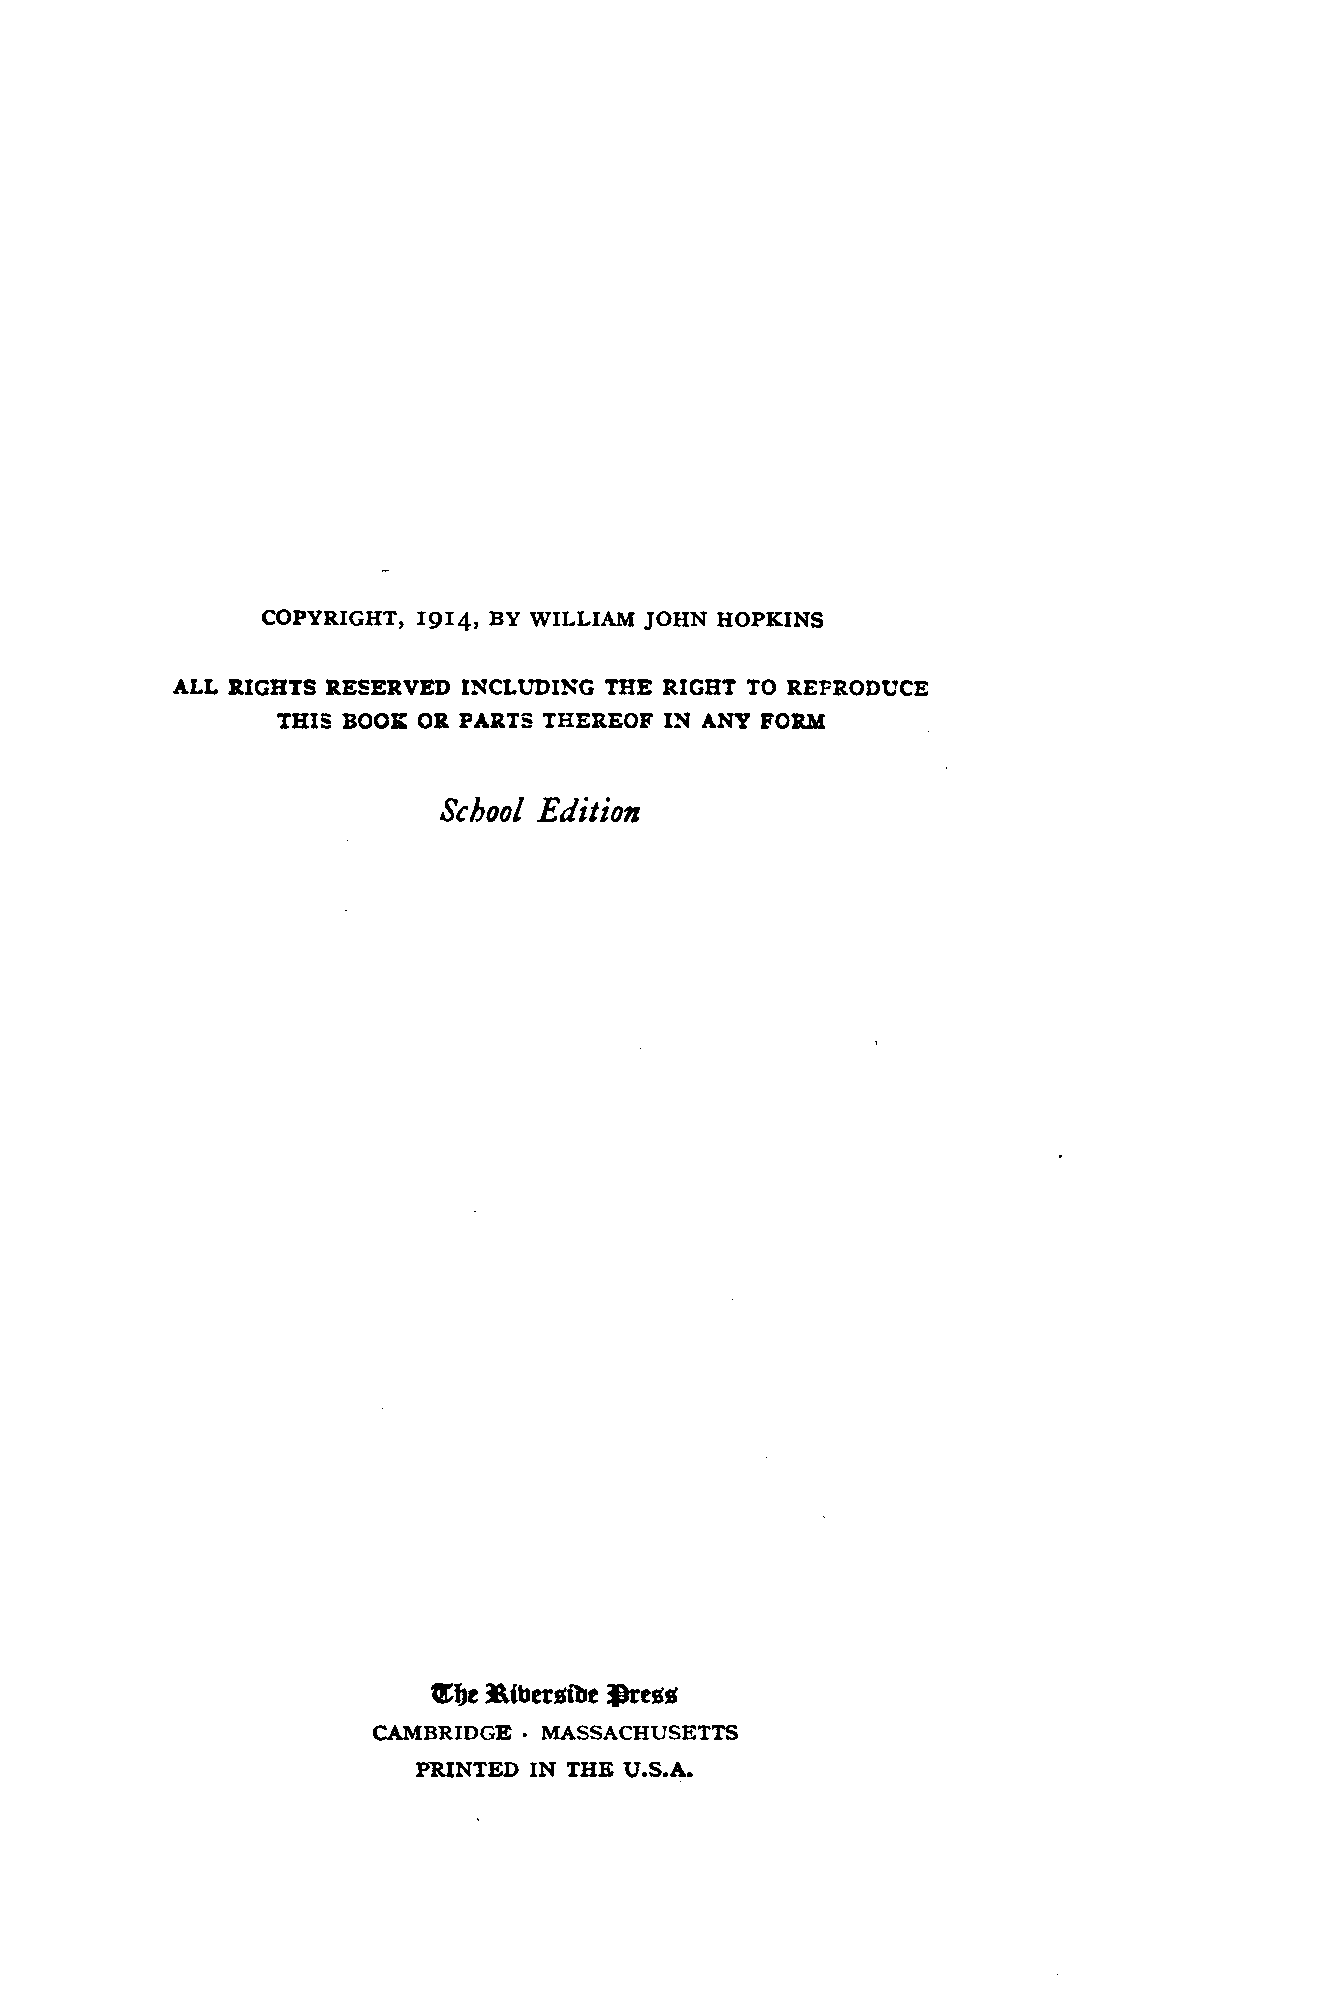 COPYRIGHT, 1914, BY WILLIAM JOHN HOPKINS
ALL RIGHTS RESERVED INCLUDING THE RIGHT TO REPRODUCE
THIS BOOK OR PARTS THEREOF IN ANY FORM
School Edition
The Riverside Press
CAMBRIDGE · MASSACHUSETTS
PRINTED IN THE U.S.A.